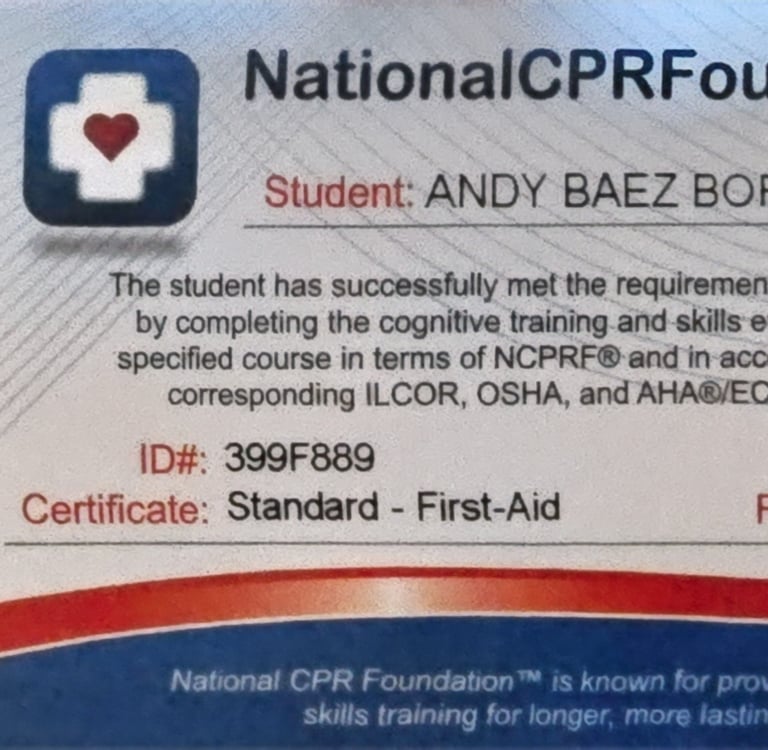 NationalCPRFou
Student: ANDY BAEZ BOR
The student has successfully met the requiremen
by completing the cognitive training and skills e
specified course in terms of NCPRF® and in acc
corresponding ILCOR, OSHA, and AHA®/EC
ID#: 399F889
Certificate: Standard - First-Aid
National CPR Foundation™ is known for prov
skills training for longer, more lastin